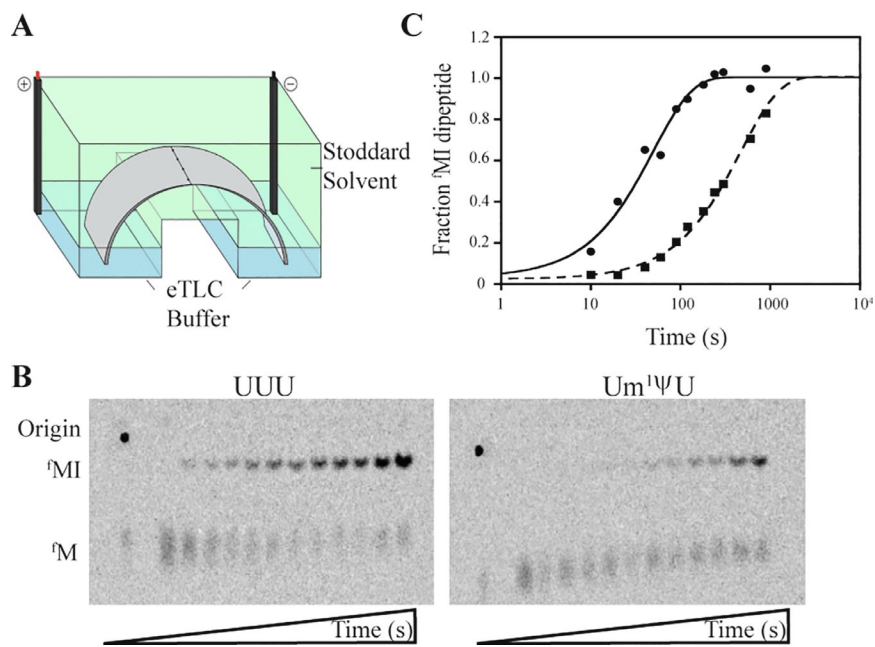 A
+
−
Stoddard
Solvent
eTLC
Buffer
C
Fraction ᶠMI dipeptide
1.2
1.0
0.8
0.6
0.4
0.2
0
1
10
100
1000
10⁴
Time (s)
B
UUU
Um¹ΨU
Origin
ᶠMI
ᶠM
Time (s)
Time (s)